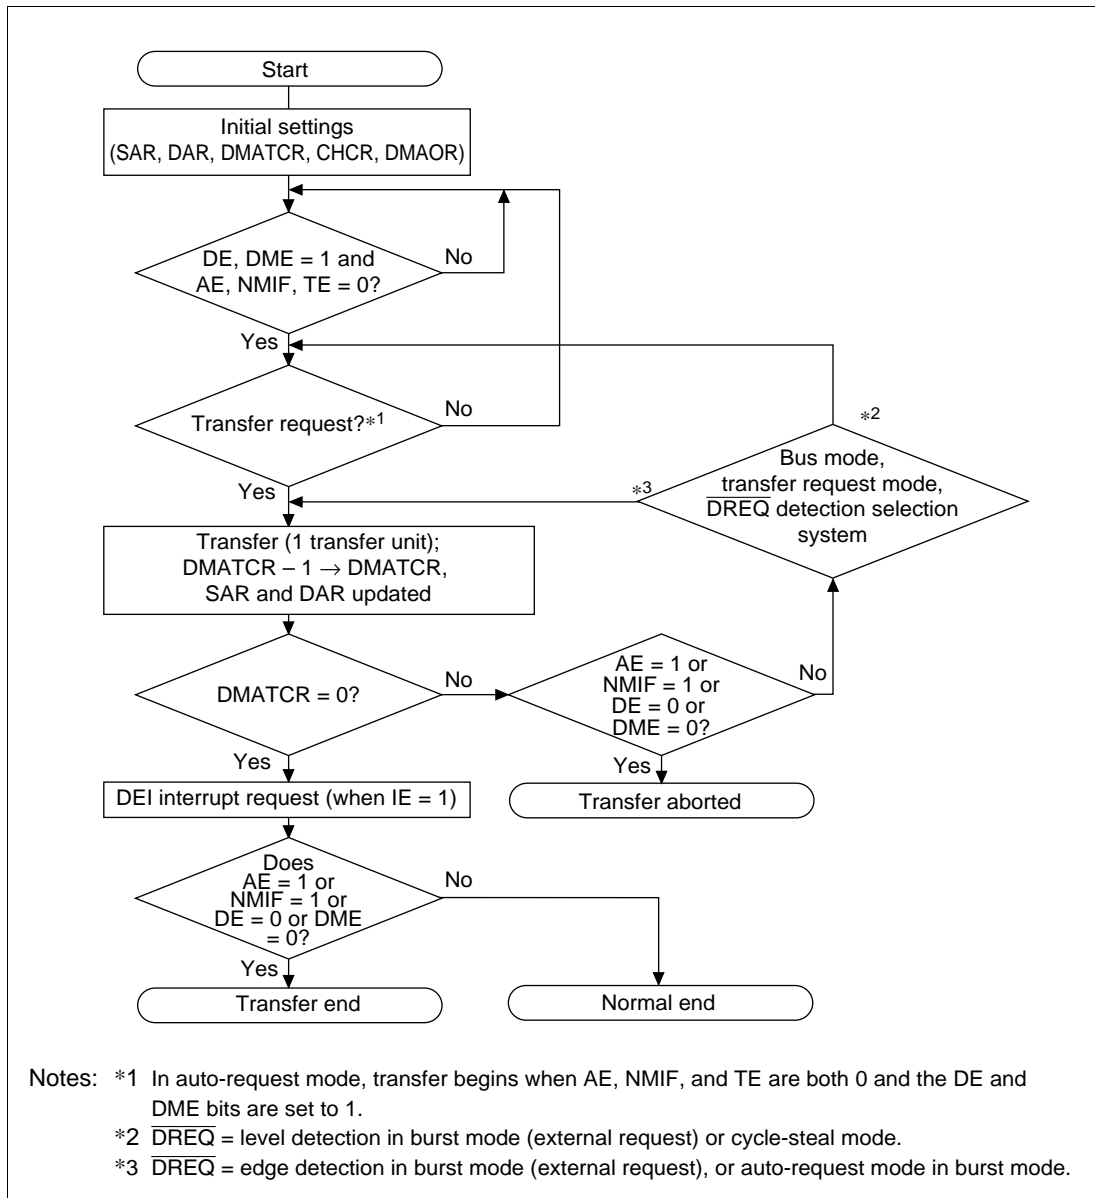 Start
Initial settings
(SAR, DAR, DMATCR, CHCR, DMAOR)
DE, DME = 1 and
AE, NMIF, TE = 0?
No
Yes
Transfer request?*1
No
Yes
*2
Bus mode,
transfer request mode,
DREQ detection selection
system
*3
Transfer (1 transfer unit);
DMATCR – 1 → DMATCR,
SAR and DAR updated
DMATCR = 0?
No
Yes
AE = 1 or
NMIF = 1 or
DE = 0 or
DME = 0?
No
Yes
Transfer aborted
DEI interrupt request (when IE = 1)
Does
AE = 1 or
NMIF = 1 or
DE = 0 or DME
= 0?
No
Yes
Transfer end
Normal end
Notes: *1 In auto-request mode, transfer begins when AE, NMIF, and TE are both 0 and the DE and
DME bits are set to 1.
*2 DREQ = level detection in burst mode (external request) or cycle-steal mode.
*3 DREQ = edge detection in burst mode (external request), or auto-request mode in burst mode.